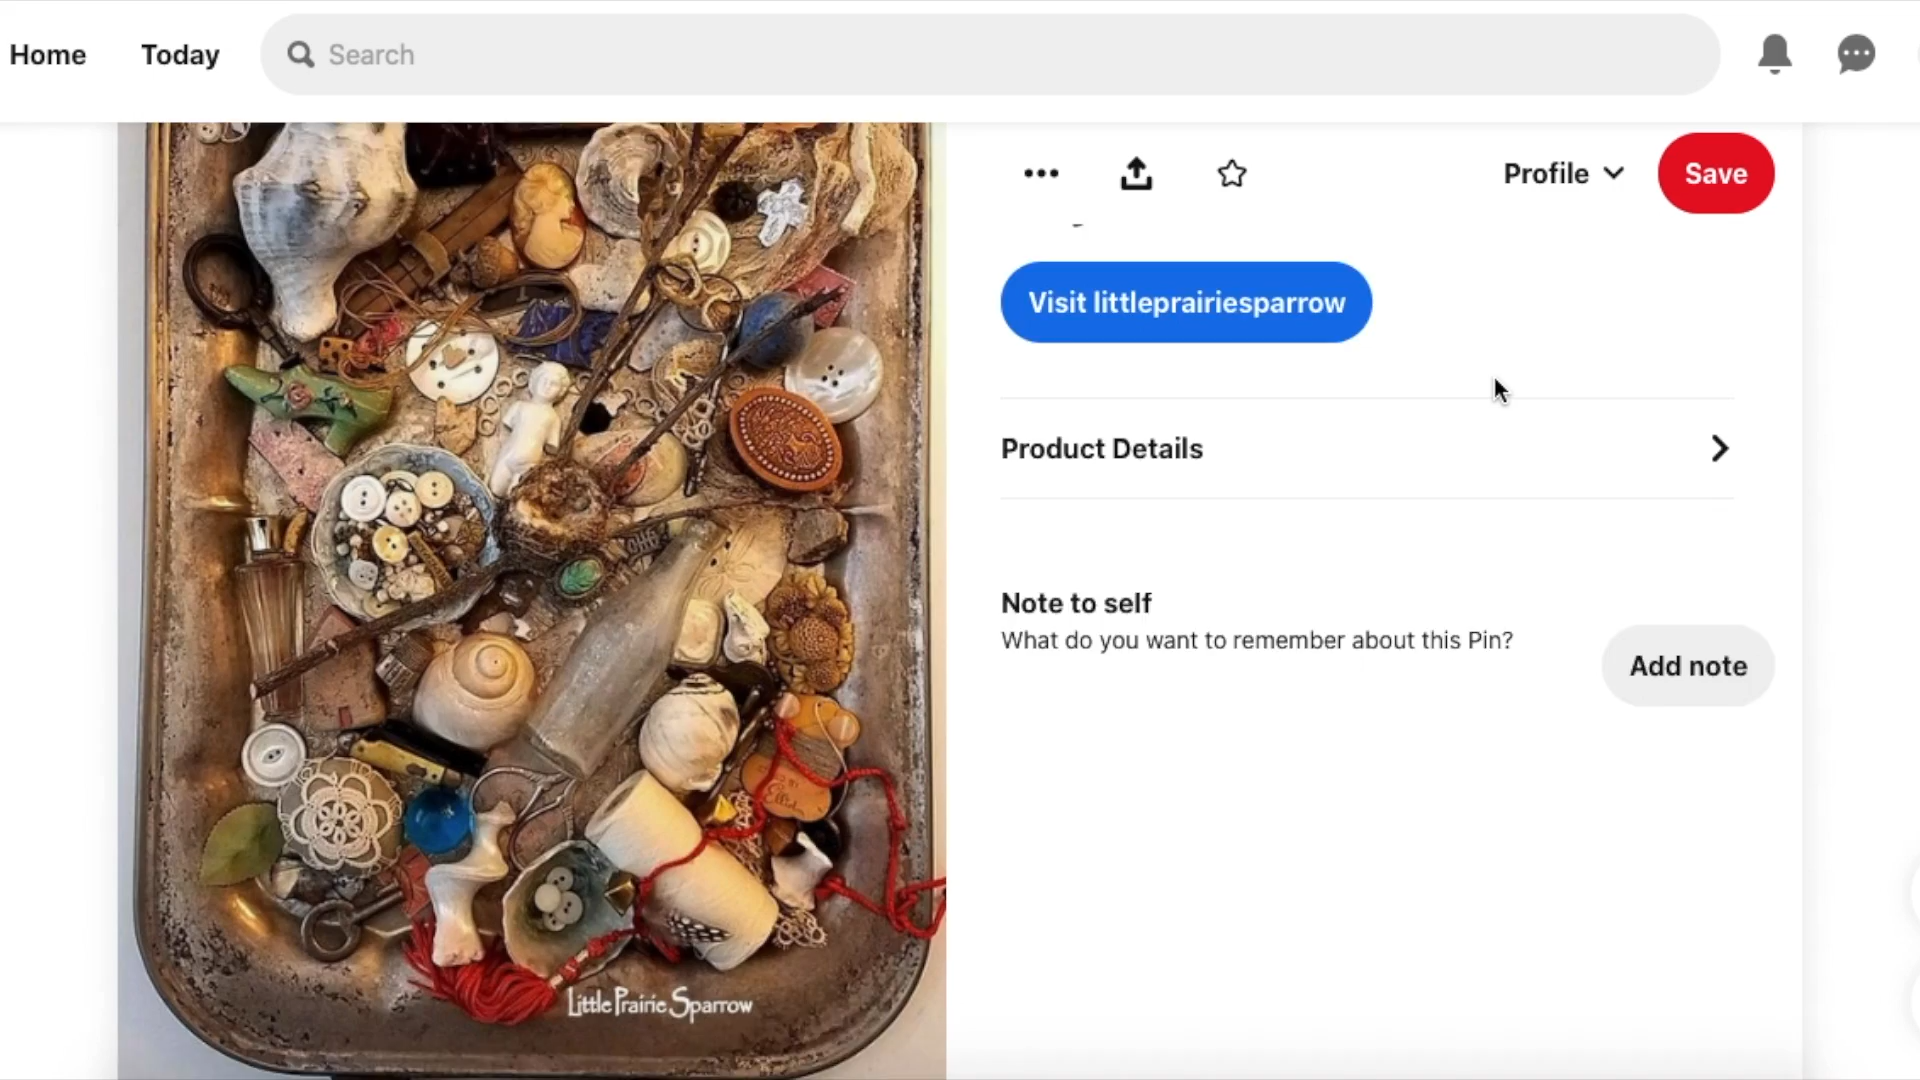 Home
Today
Search
Profile
Save
Visit littleprairiesparrow
Product Details
Note to self
What do you want to remember about this Pin?
Add note
Little Prairie Sparrow